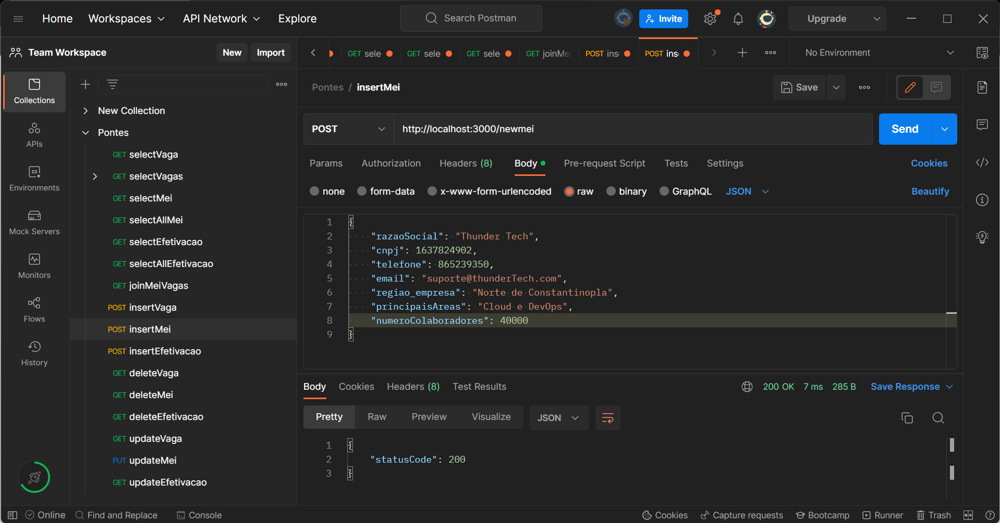 Home Workspaces API Network Explore Search Postman Invite Upgrade
Team Workspace New Import
GET sele GET sele GET sele GET joinMei POST ins POST ins No Environment
Collections
APIs
Environments
Mock Servers
Monitors
Flows
History
New Collection
Pontes
GET selectVaga
GET selectVagas
GET selectMei
GET selectAllMei
GET selectEfetivacao
GET selectAllEfetivacao
GET joinMeiVagas
POST insertVaga
POST insertMei
POST insertEfetivacao
GET deleteVaga
GET deleteMei
GET deleteEfetivacao
GET updateVaga
PUT updateMei
GET updateEfetivacao
Pontes / insertMei Save
POST http://localhost:3000/newmei Send
Params Authorization Headers (8) Body Pre-request Script Tests Settings Cookies
none form-data x-www-form-urlencoded raw binary GraphQL JSON Beautify
1 {
2 "razaoSocial": "Thunder Tech",
3 "cnpj": 1637824902,
4 "telefone": 865239350,
5 "email": "suporte@thunderTech.com",
6 "regiao_empresa": "Norte de Constantinopla",
7 "principaisAreas": "Cloud e DevOps",
8 "numeroColaboradores": 40000
9 }
Body Cookies Headers (8) Test Results 200 OK 7 ms 285 B Save Response
Pretty Raw Preview Visualize JSON
1 {
2 "statusCode": 200
3 }
Online Find and Replace Console Cookies Capture requests Bootcamp Runner Trash